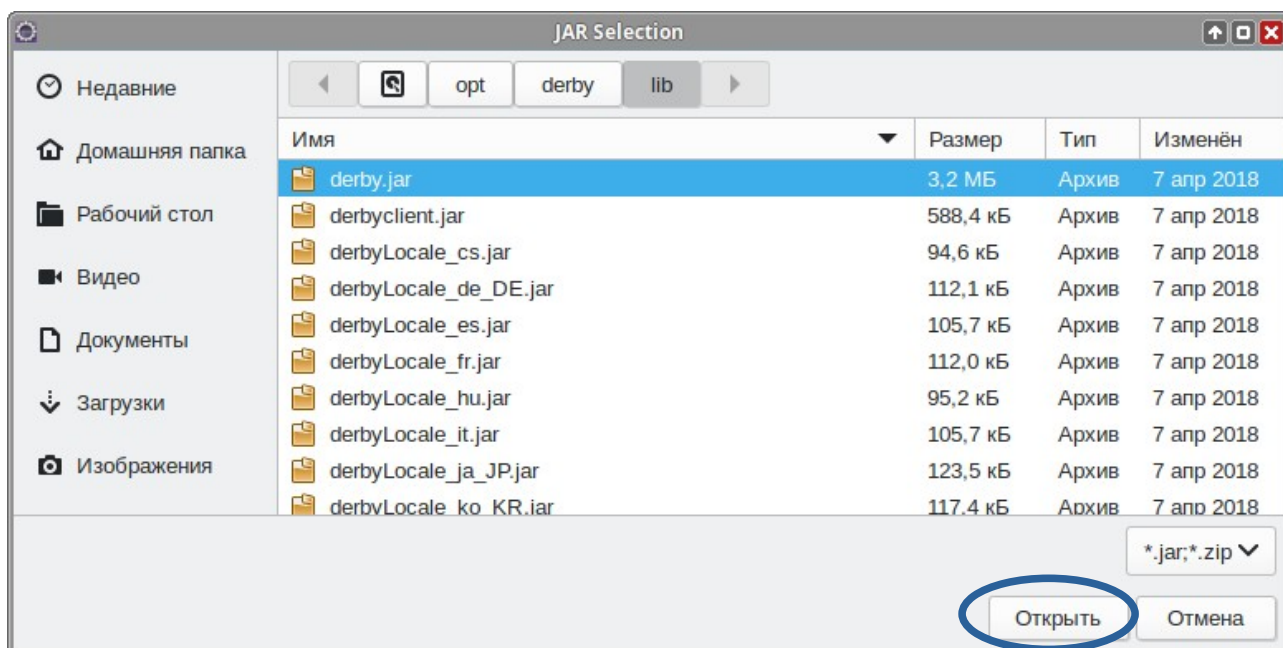 JAR Selection
Недавние
Домашняя папка
Рабочий стол
Видео
Документы
Загрузки
Изображения
opt derby lib
Имя Размер Тип Изменён
derby.jar 3,2 МБ Архив 7 апр 2018
derbyclient.jar 588,4 кБ Архив 7 апр 2018
derbyLocale_cs.jar 94,6 кБ Архив 7 апр 2018
derbyLocale_de_DE.jar 112,1 кБ Архив 7 апр 2018
derbyLocale_es.jar 105,7 кБ Архив 7 апр 2018
derbyLocale_fr.jar 112,0 кБ Архив 7 апр 2018
derbyLocale_hu.jar 95,2 кБ Архив 7 апр 2018
derbyLocale_it.jar 105,7 кБ Архив 7 апр 2018
derbyLocale_ja_JP.jar 123,5 кБ Архив 7 апр 2018
derbyLocale_ko_KR.jar 117,4 кБ Архив 7 апр 2018
*.jar;*.zip
Открыть Отмена